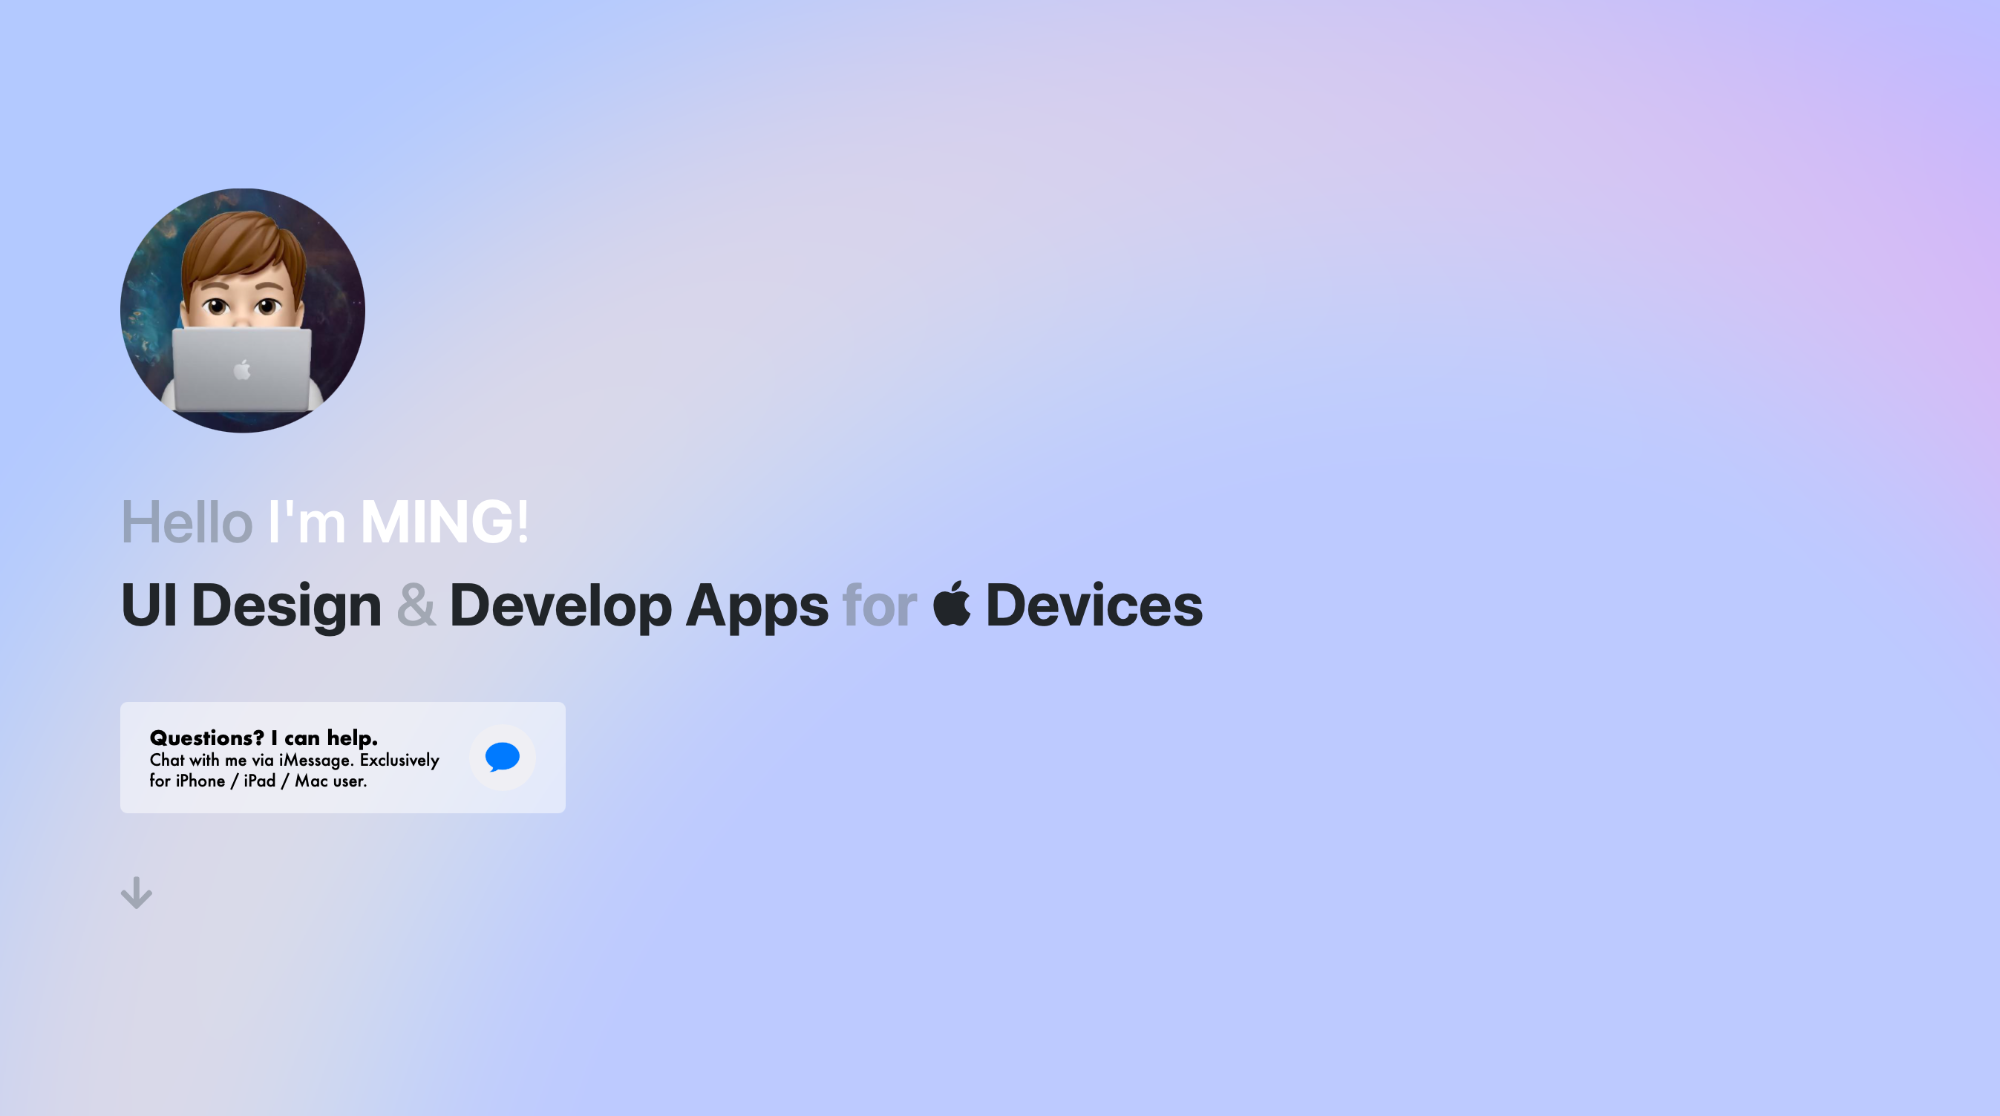 Hello I'm MING!
UI Design & Develop Apps for  Devices
Questions? I can help.
Chat with me via iMessage. Exclusively
for iPhone / iPad / Mac user.